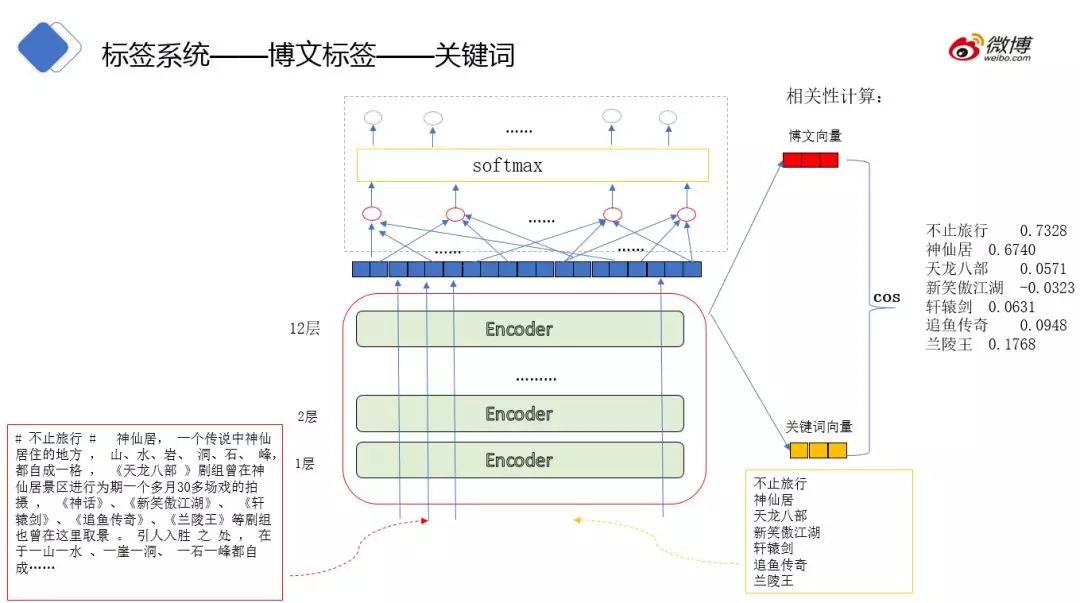 标签系统——博文标签——关键词
微博
weibo.com
相关性计算：
博文向量
......
softmax
......
......
......
12层
Encoder
.........
2层
Encoder
1层
Encoder
cos
不止旅行 0.7328
神仙居 0.6740
天龙八部 0.0571
新笑傲江湖 -0.0323
轩辕剑 0.0631
追鱼传奇 0.0948
兰陵王 0.1768
关键词向量
# 不止旅行 # 神仙居， 一个传说中神仙
居住的地方 ， 山、水、岩、 洞、石、 峰，
都自成一格 ， 《天龙八部 》剧组曾在神
仙居景区进行为期一个多月30多场戏的拍
摄 ， 《神话》、《新笑傲江湖》、 《轩
辕剑》、《追鱼传奇》、《兰陵王》等剧组
也曾在这里取景 。 引人入胜 之 处 ， 在
于一山一水 、一崖一洞、 一石一峰都自
成……
不止旅行
神仙居
天龙八部
新笑傲江湖
轩辕剑
追鱼传奇
兰陵王